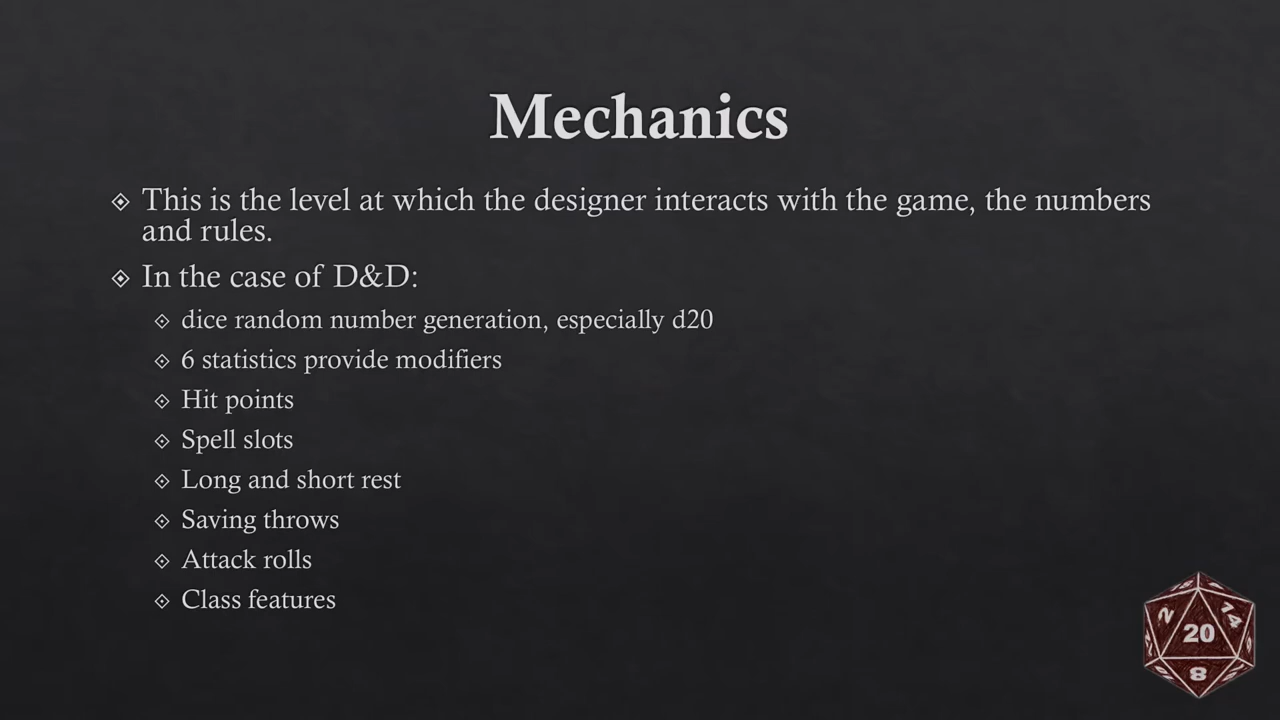 Mechanics
This is the level at which the designer interacts with the game, the numbers
and rules.
In the case of D&D:
dice random number generation, especially d20
6 statistics provide modifiers
Hit points
Spell slots
Long and short rest
Saving throws
Attack rolls
Class features
2
14
20
8